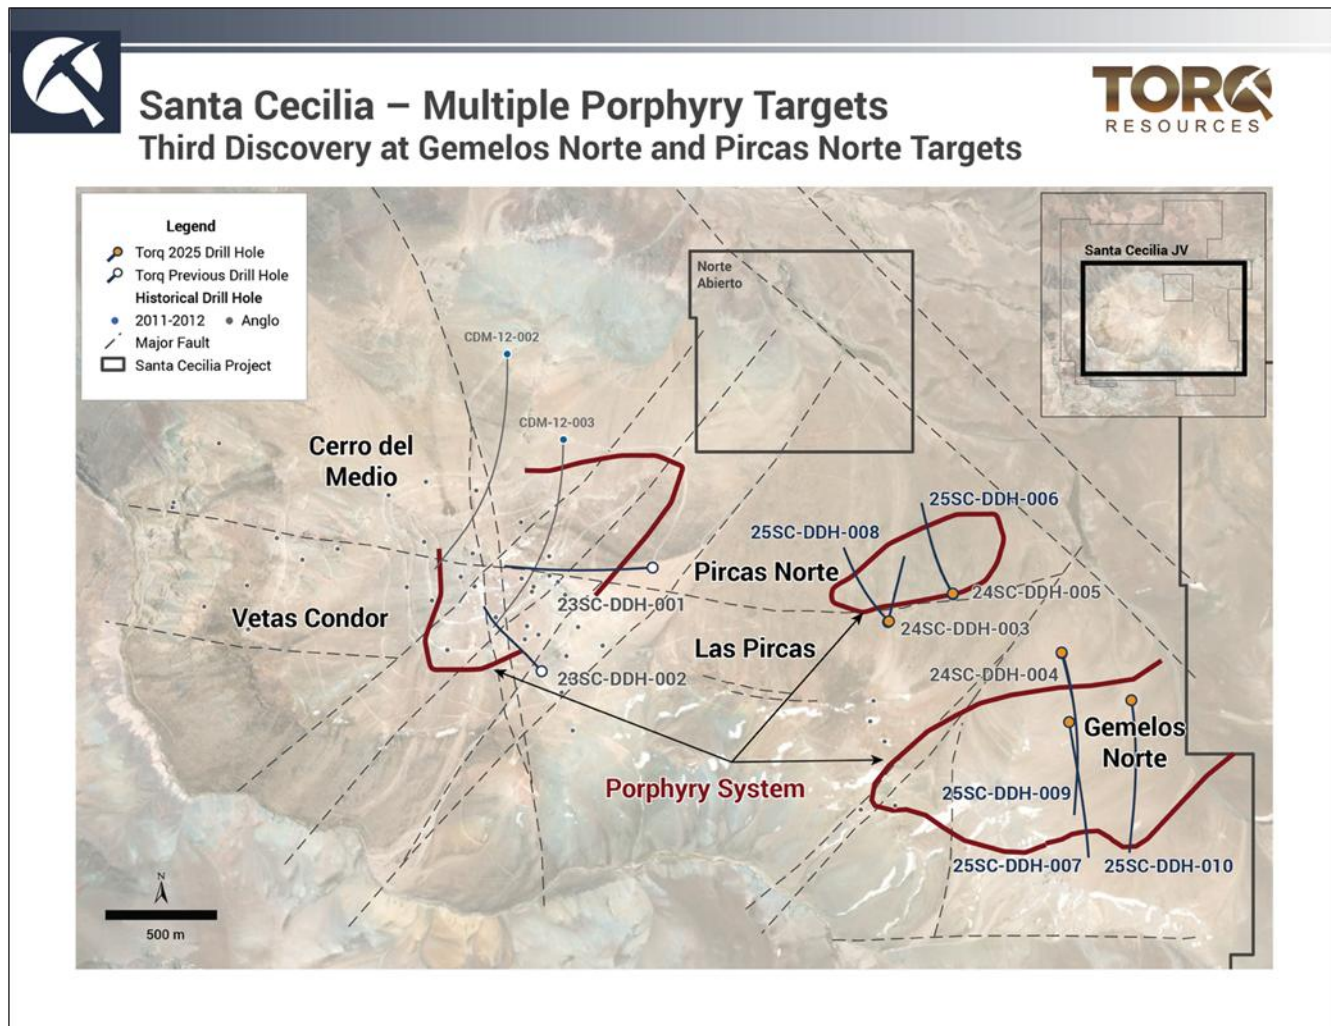 Santa Cecilia – Multiple Porphyry Targets
Third Discovery at Gemelos Norte and Pircas Norte Targets
TORQ
RESOURCES
Legend
Torq 2025 Drill Hole
Torq Previous Drill Hole
Historical Drill Hole
2011-2012
Anglo
Major Fault
Santa Cecilia Project
Norte
Abierto
Santa Cecilia JV
CDM-12-002
CDM-12-003
Cerro del
Medio
25SC-DDH-006
25SC-DDH-008
Pircas Norte
24SC-DDH-005
23SC-DDH-001
Vetas Condor
24SC-DDH-003
Las Pircas
23SC-DDH-002
24SC-DDH-004
Gemelos
Norte
Porphyry System
25SC-DDH-009
25SC-DDH-007
25SC-DDH-010
N
500 m